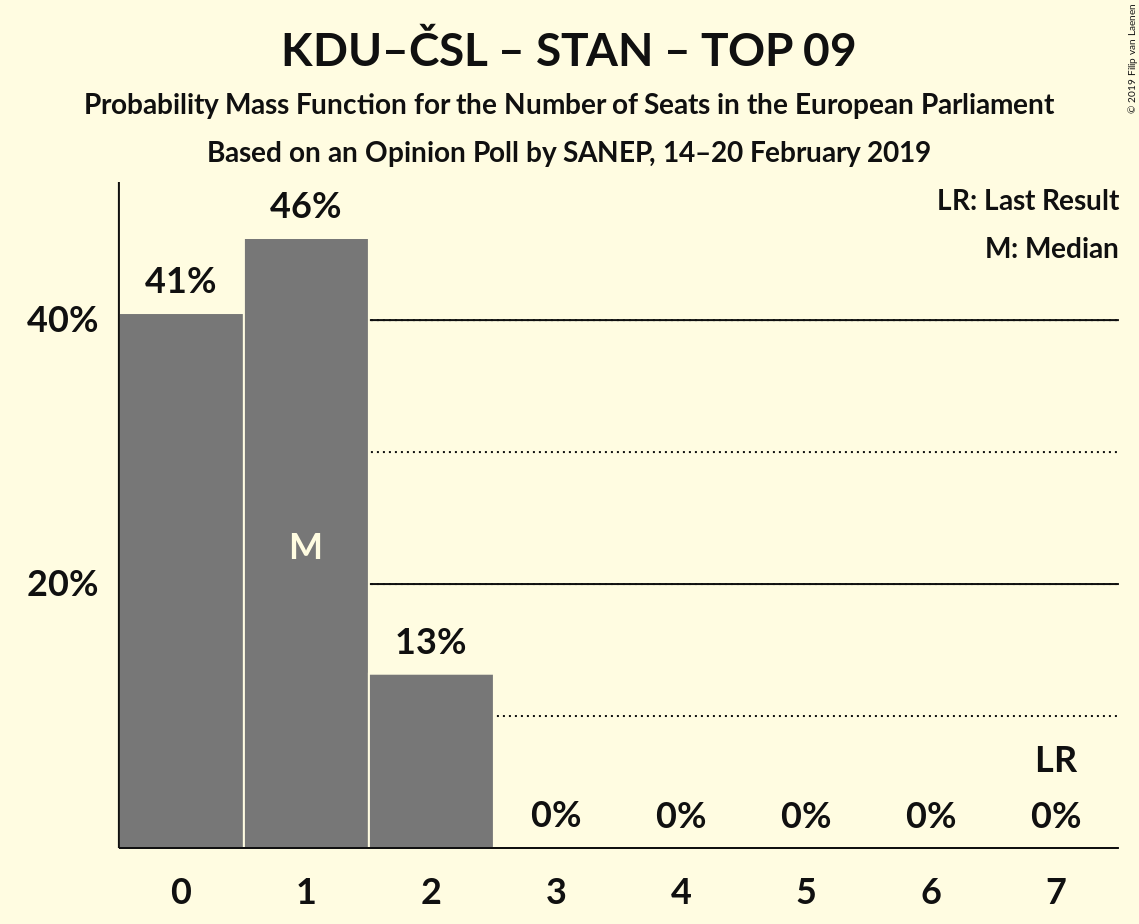 KDU–ČSL – STAN – TOP 09
Probability Mass Function for the Number of Seats in the European Parliament
Based on an Opinion Poll by SANEP, 14–20 February 2019
© 2019 Filip van Laenen
LR: Last Result
M: Median
46%
41%
40%
M
20%
13%
LR
0% 0% 0% 0% 0%
0 1 2 3 4 5 6 7